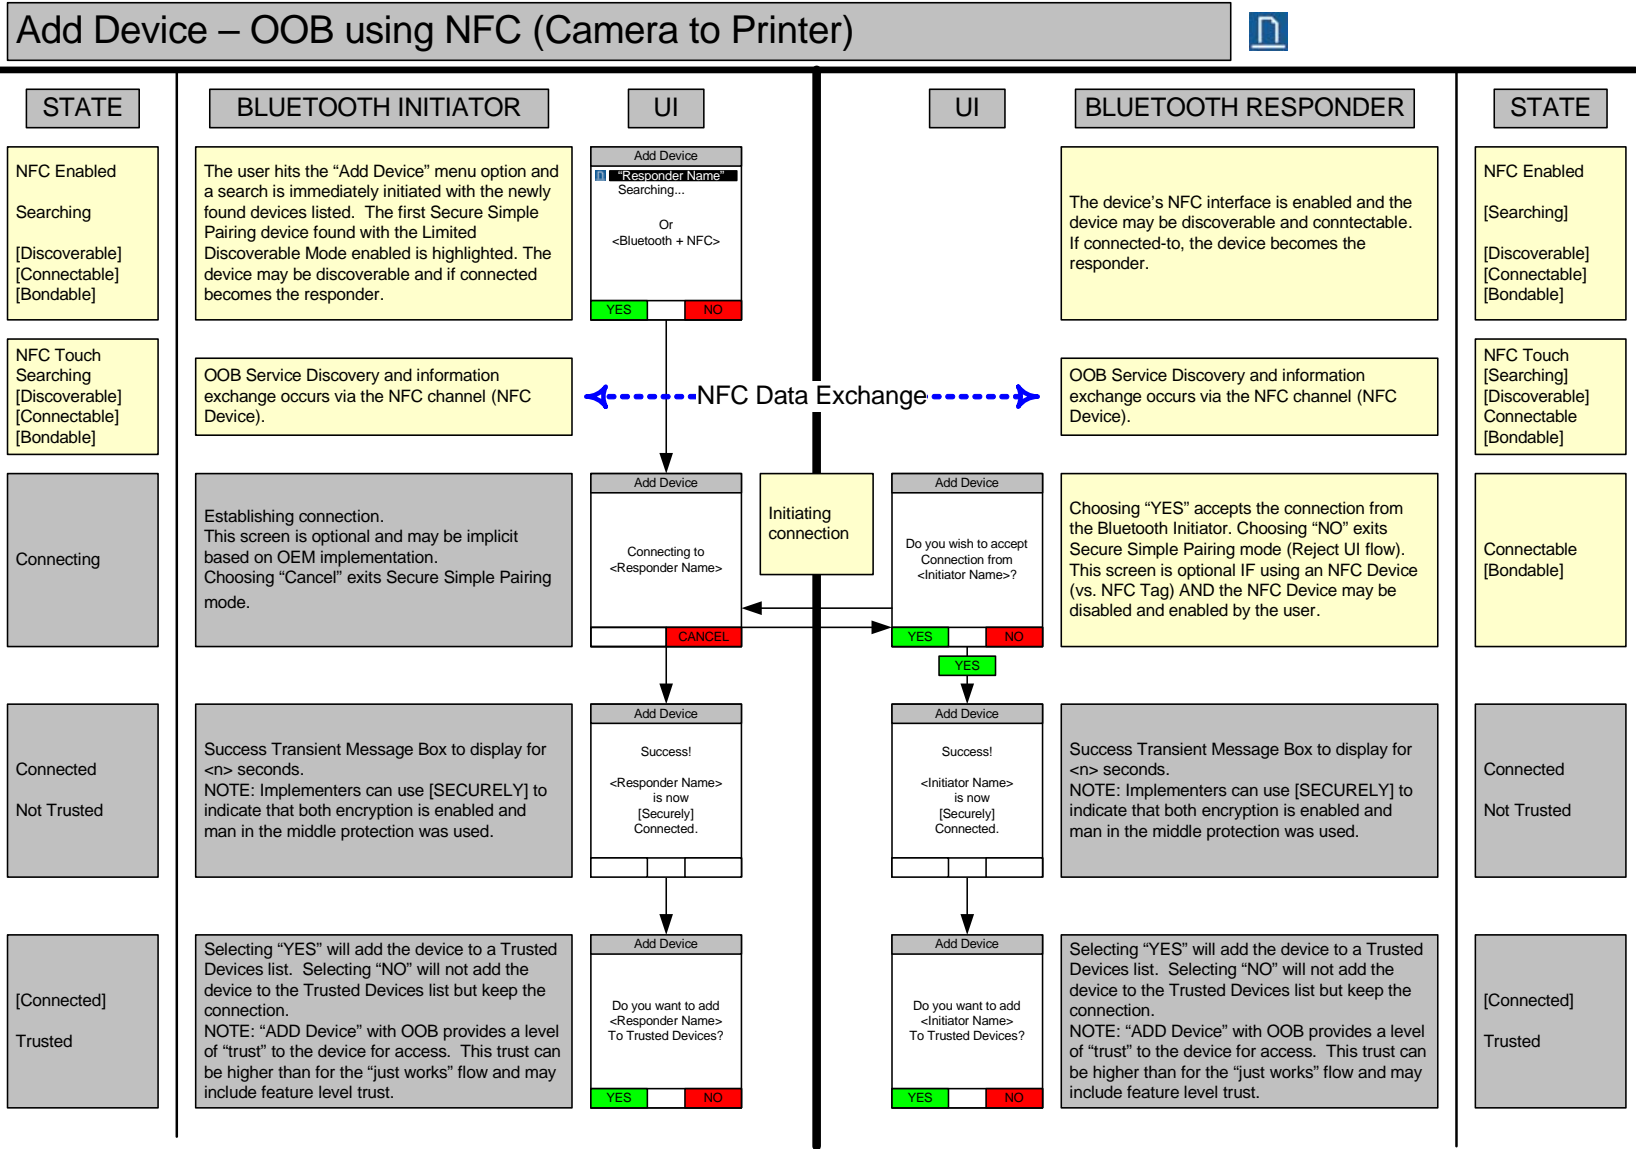 Add Device – OOB using NFC (Camera to Printer)
STATE
BLUETOOTH INITIATOR
UI
UI
BLUETOOTH RESPONDER
STATE
NFC Enabled
Searching
[Discoverable]
[Connectable]
[Bondable]
The user hits the “Add Device” menu option and
a search is immediately initiated with the newly
found devices listed.  The first Secure Simple
Pairing device found with the Limited
Discoverable Mode enabled is highlighted. The
device may be discoverable and if connected
becomes the responder.
Add Device
“Responder Name”
Searching...
Or
<Bluetooth + NFC>
YES
NO
The device’s NFC interface is enabled and the
device may be discoverable and conntectable.
If connected-to, the device becomes the
responder.
NFC Enabled
[Searching]
[Discoverable]
[Connectable]
[Bondable]
NFC Touch
Searching
[Discoverable]
[Connectable]
[Bondable]
OOB Service Discovery and information
exchange occurs via the NFC channel (NFC
Device).
NFC Data Exchange
OOB Service Discovery and information
exchange occurs via the NFC channel (NFC
Device).
NFC Touch
[Searching]
[Discoverable]
Connectable
[Bondable]
Connecting
Establishing connection.
This screen is optional and may be implicit
based on OEM implementation.
Choosing “Cancel” exits Secure Simple Pairing
mode.
Add Device
Connecting to
<Responder Name>
CANCEL
Initiating
connection
Add Device
Do you wish to accept
Connection from
<Initiator Name>?
YES
NO
YES
Choosing “YES” accepts the connection from
the Bluetooth Initiator. Choosing “NO” exits
Secure Simple Pairing mode (Reject UI flow).
This screen is optional IF using an NFC Device
(vs. NFC Tag) AND the NFC Device may be
disabled and enabled by the user.
Connectable
[Bondable]
Connected
Not Trusted
Success Transient Message Box to display for
<n> seconds.
NOTE: Implementers can use [SECURELY] to
indicate that both encryption is enabled and
man in the middle protection was used.
Add Device
Success!
<Responder Name>
is now
[Securely]
Connected.
Add Device
Success!
<Initiator Name>
is now
[Securely]
Connected.
Success Transient Message Box to display for
<n> seconds.
NOTE: Implementers can use [SECURELY] to
indicate that both encryption is enabled and
man in the middle protection was used.
Connected
Not Trusted
[Connected]
Trusted
Selecting “YES” will add the device to a Trusted
Devices list.  Selecting “NO” will not add the
device to the Trusted Devices list but keep the
connection.
NOTE: “ADD Device” with OOB provides a level
of “trust” to the device for access.  This trust can
be higher than for the “just works” flow and may
include feature level trust.
Add Device
Do you want to add
<Responder Name>
To Trusted Devices?
YES
NO
Add Device
Do you want to add
<Initiator Name>
To Trusted Devices?
YES
NO
Selecting “YES” will add the device to a Trusted
Devices list.  Selecting “NO” will not add the
device to the Trusted Devices list but keep the
connection.
NOTE: “ADD Device” with OOB provides a level
of “trust” to the device for access.  This trust can
be higher than for the “just works” flow and may
include feature level trust.
[Connected]
Trusted